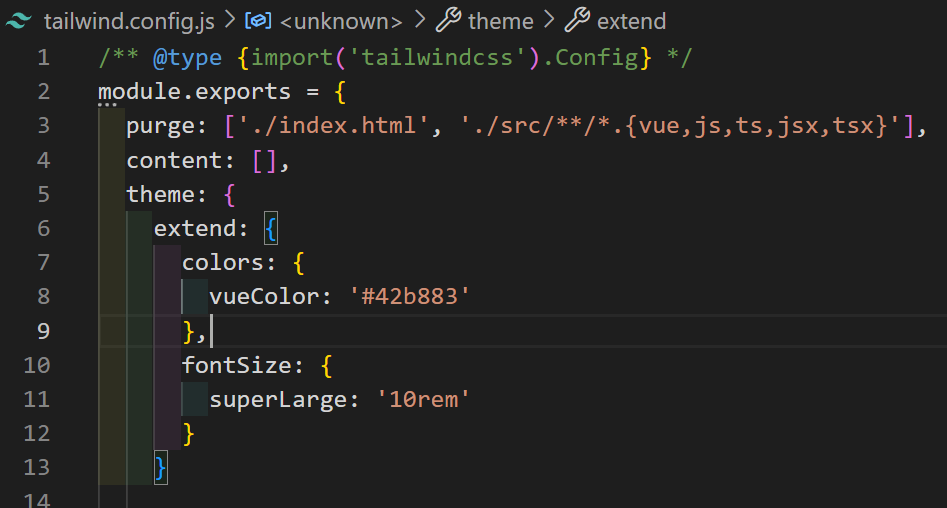 tailwind.config.js > <unknown> > theme > extend
1 /** @type {import('tailwindcss').Config} */
2 module.exports = {
3   purge: ['./index.html', './src/**/*.{vue,js,ts,jsx,tsx}'],
4   content: [],
5   theme: {
6     extend: {
7       colors: {
8         vueColor: '#42b883'
9       },
10       fontSize: {
11         superLarge: '10rem'
12       }
13     }
14